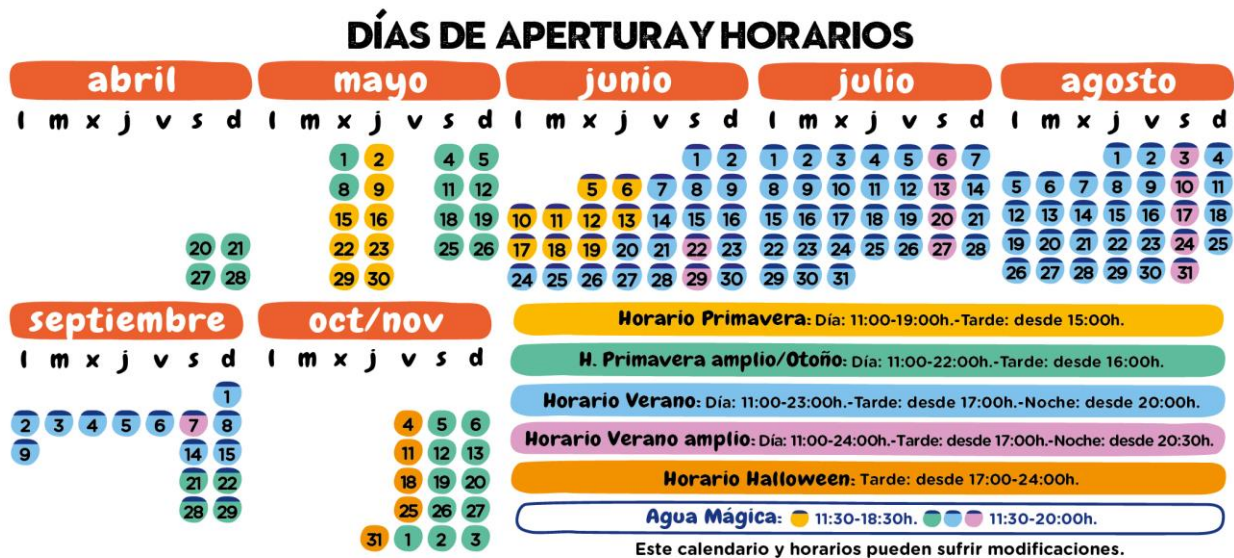 DÍAS DE APERTURA Y HORARIOS
abril
l m x j v s d
20 21
27 28
mayo
l m x j v s d
1 2 4 5
8 9 11 12
15 16 18 19
22 23 25 26
29 30
junio
l m x j v s d
1 2
5 6 7 8 9
10 11 12 13 14 15 16
17 18 19 20 21 22 23
24 25 26 27 28 29 30
julio
l m x j v s d
1 2 3 4 5 6 7
8 9 10 11 12 13 14
15 16 17 18 19 20 21
22 23 24 25 26 27 28
29 30 31
agosto
l m x j v s d
1 2 3 4
5 6 7 8 9 10 11
12 13 14 15 16 17 18
19 20 21 22 23 24 25
26 27 28 29 30 31
septiembre
l m x j v s d
1
2 3 4 5 6 7 8
9 14 15
21 22
28 29
oct/nov
l m x j v s d
4 5 6
11 12 13
18 19 20
25 26 27
31 1 2 3
Horario Primavera: Día: 11:00-19:00h.-Tarde: desde 15:00h.
H. Primavera amplio/Otoño: Día: 11:00-22:00h.-Tarde: desde 16:00h.
Horario Verano: Día: 11:00-23:00h.-Tarde: desde 17:00h.-Noche: desde 20:00h.
Horario Verano amplio: Día: 11:00-24:00h.-Tarde: desde 17:00h.-Noche: desde 20:30h.
Horario Halloween: Tarde: desde 17:00-24:00h.
Agua Mágica: 11:30-18:30h. 11:30-20:00h.
Este calendario y horarios pueden sufrir modificaciones.